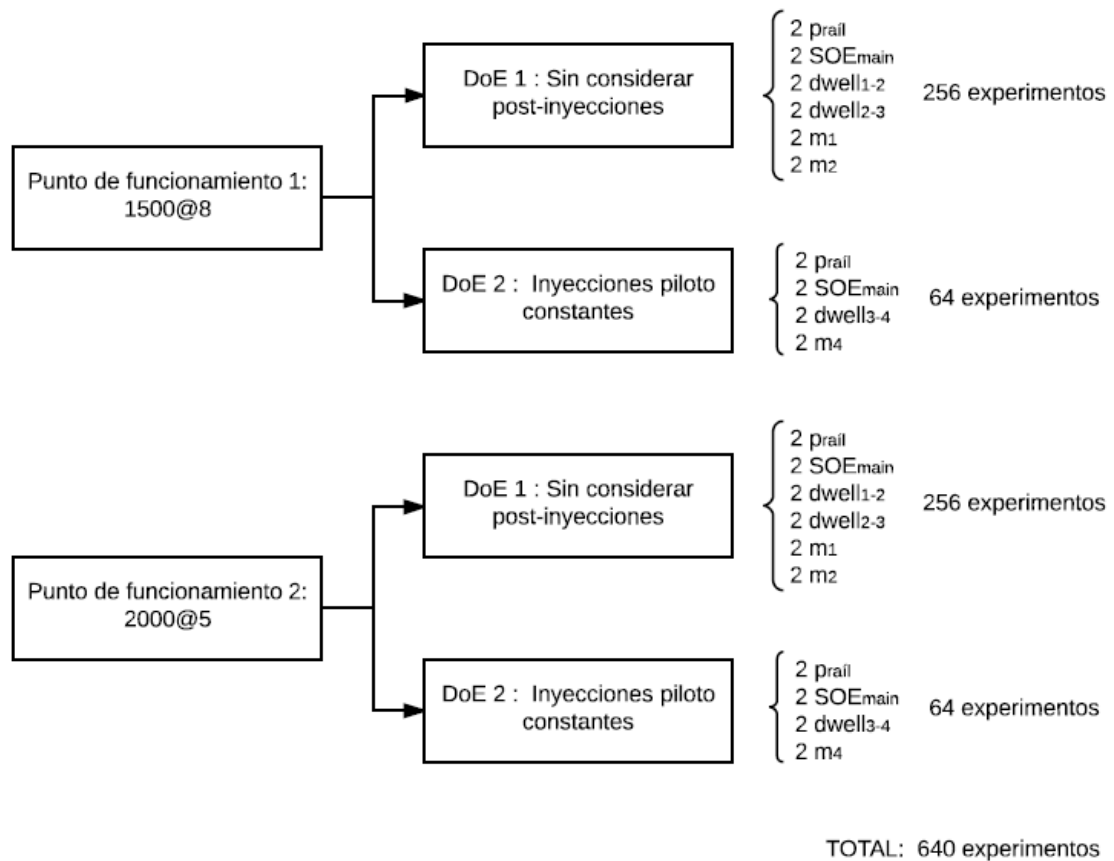 Punto de funcionamiento 1:
1500@8
DoE 1 : Sin considerar
post-inyecciones
2 praíl
2 SOEmain
2 dwell1-2
2 dwell2-3
2 m1
2 m2
256 experimentos
DoE 2 : Inyecciones piloto
constantes
2 praíl
2 SOEmain
2 dwell3-4
2 m4
64 experimentos
Punto de funcionamiento 2:
2000@5
DoE 1 : Sin considerar
post-inyecciones
2 praíl
2 SOEmain
2 dwell1-2
2 dwell2-3
2 m1
2 m2
256 experimentos
DoE 2 : Inyecciones piloto
constantes
2 praíl
2 SOEmain
2 dwell3-4
2 m4
64 experimentos
TOTAL: 640 experimentos